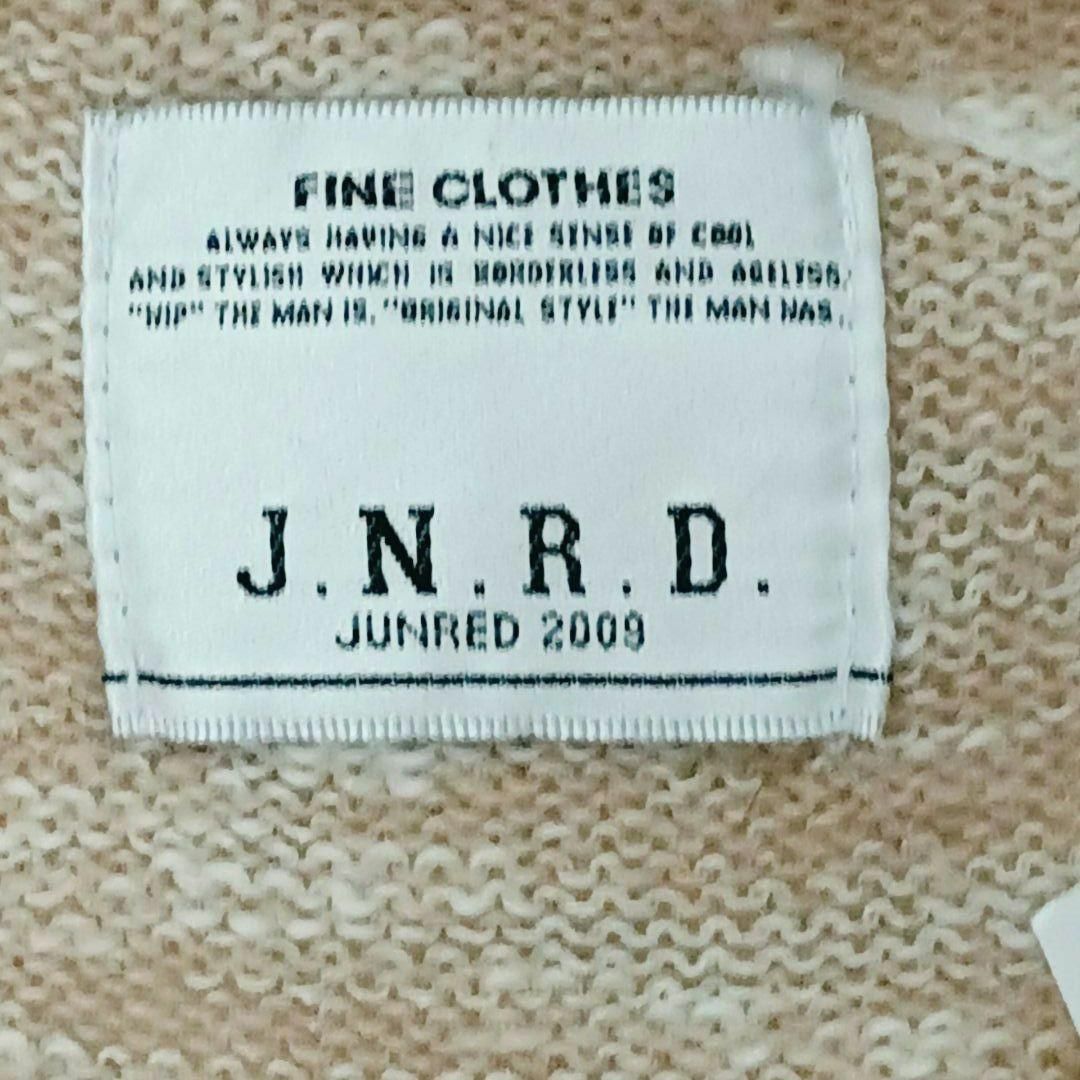 FINE CLOTHES
ALWAYS HAVING A NICE SENSE OF COOL
AND STYLISH WHICH IS BORDERLESS AND AGELESS.
"HIP" THE MAN IS, "ORIGINAL STYLE" THE MAN HAS.
J.N.R.D.
JUNRED 2009